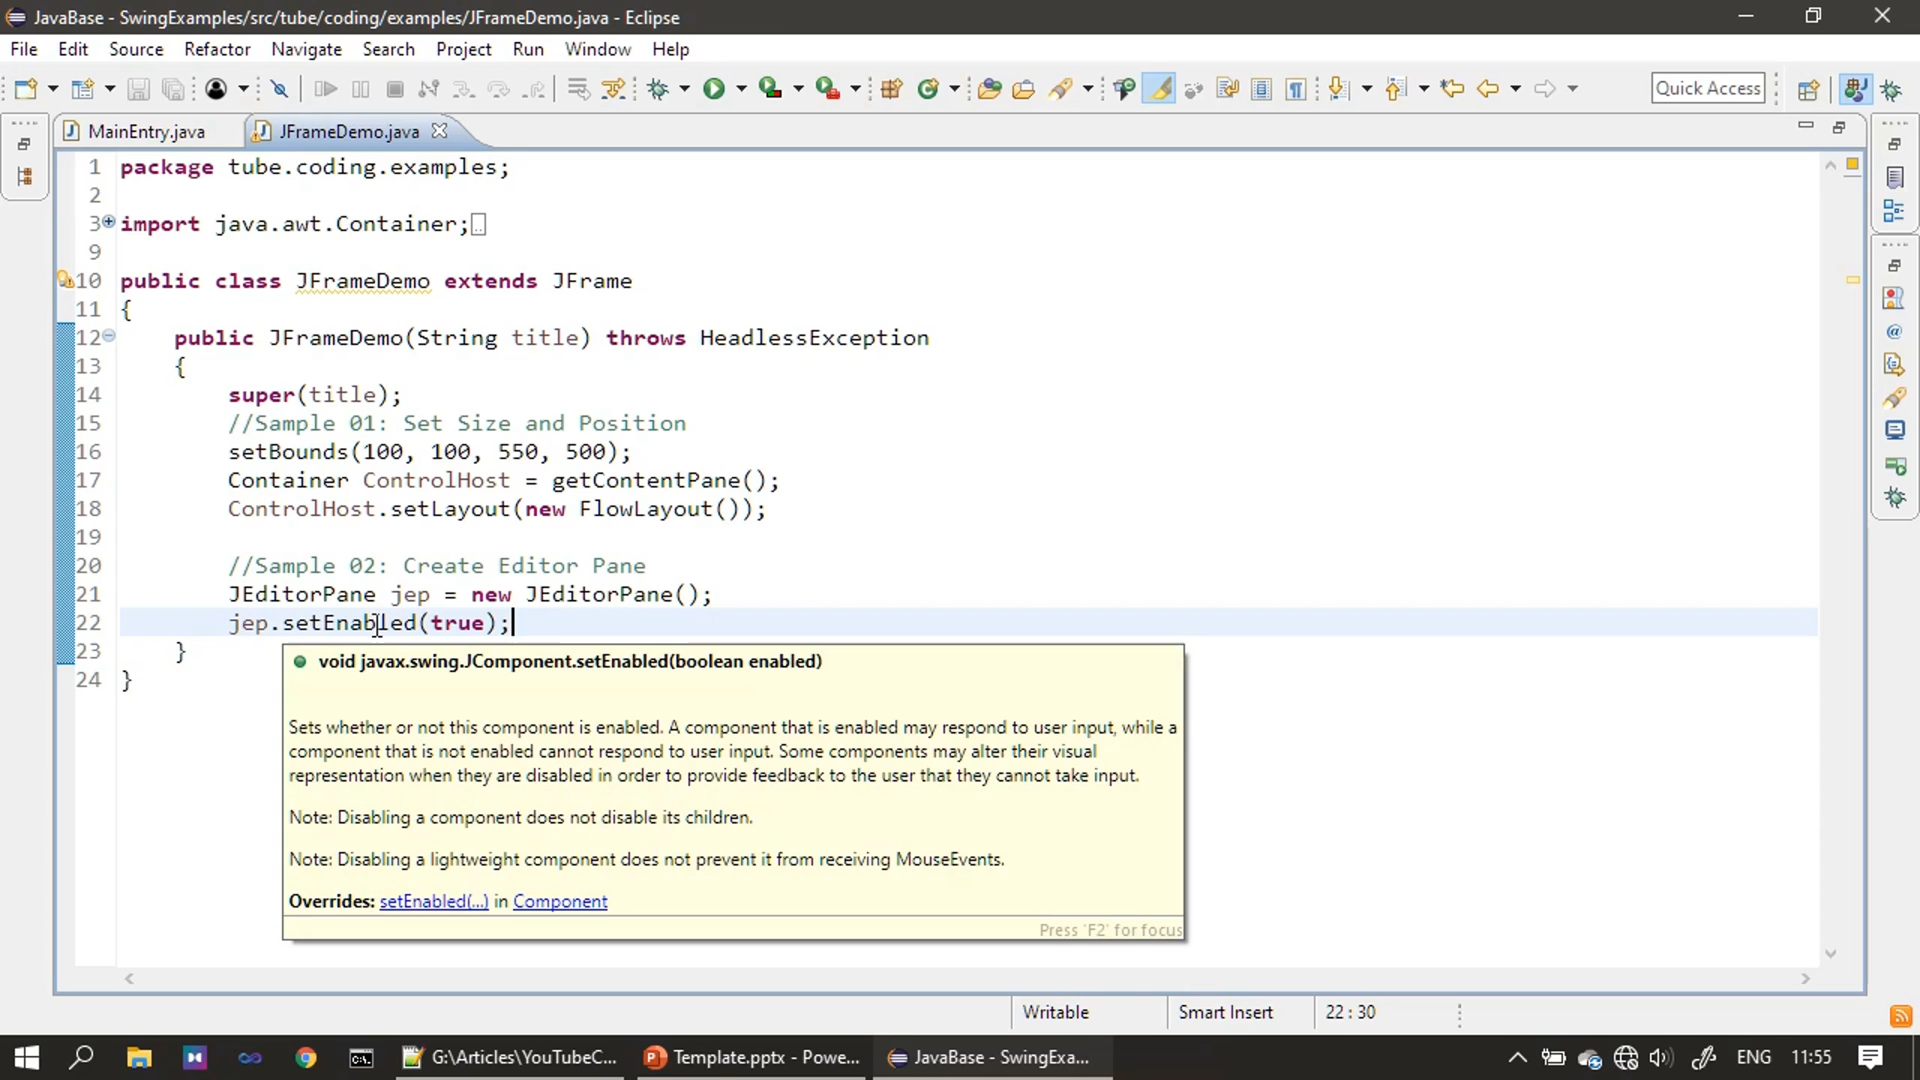 JavaBase - SwingExamples/src/tube/coding/examples/JFrameDemo.java - Eclipse
File Edit Source Refactor Navigate Search Project Run Window Help
Quick Access
MainEntry.java JFrameDemo.java
1 package tube.coding.examples;
2
3 import java.awt.Container;
9
10 public class JFrameDemo extends JFrame
11 {
12 public JFrameDemo(String title) throws HeadlessException
13 {
14 super(title);
15 //Sample 01: Set Size and Position
16 setBounds(100, 100, 550, 500);
17 Container ControlHost = getContentPane();
18 ControlHost.setLayout(new FlowLayout());
19
20 //Sample 02: Create Editor Pane
21 JEditorPane jep = new JEditorPane();
22 jep.setEnabled(true);
23 }
24 }
void javax.swing.JComponent.setEnabled(boolean enabled)
Sets whether or not this component is enabled. A component that is enabled may respond to user input, while a
component that is not enabled cannot respond to user input. Some components may alter their visual
representation when they are disabled in order to provide feedback to the user that they cannot take input.
Note: Disabling a component does not disable its children.
Note: Disabling a lightweight component does not prevent it from receiving MouseEvents.
Overrides: setEnabled(...) in Component
Press 'F2' for focus
Writable Smart Insert 22 : 30
G:\Articles\YouTubeC... Template.pptx - Powe... JavaBase - SwingExa... ENG 11:55